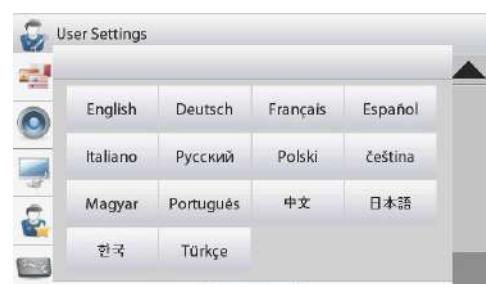 User Settings
English Deutsch Français Español
Italiano Русский Polski čeština
Magyar Português 中文 日本語
한국 Türkçe